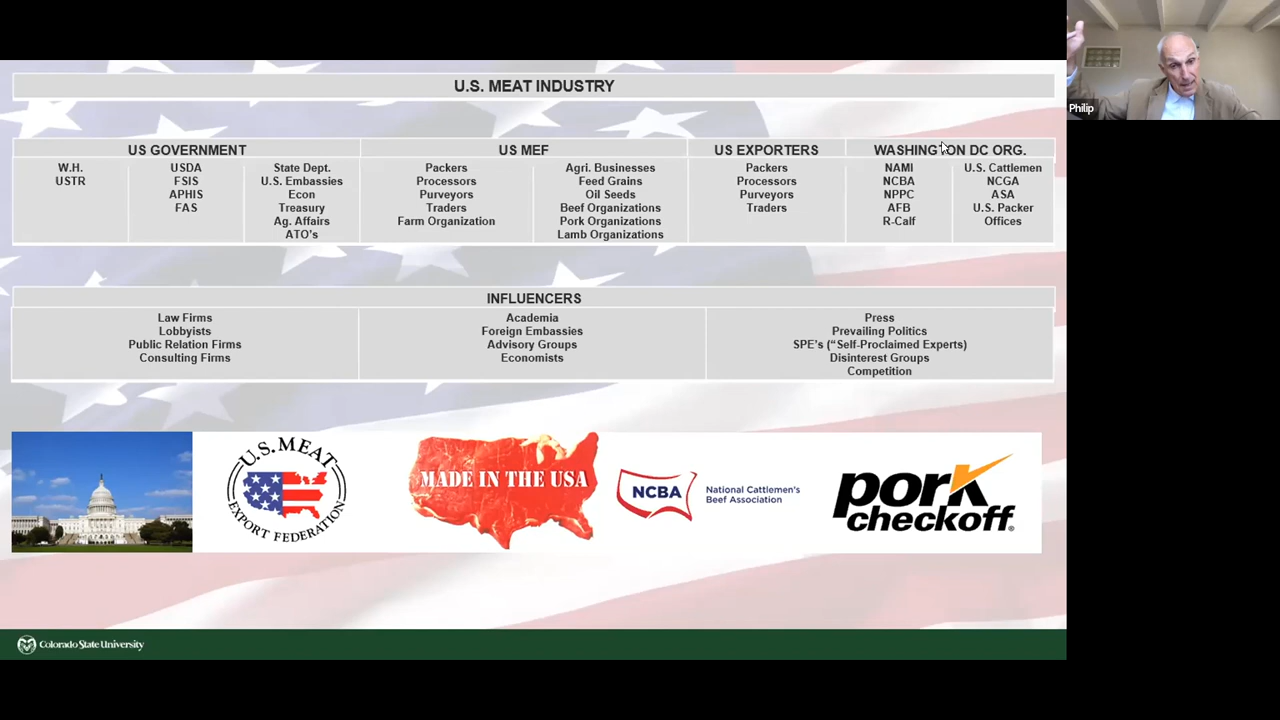 Philip
U.S. MEAT INDUSTRY
US GOVERNMENT
W.H.
USTR
USDA
FSIS
APHIS
FAS
State Dept.
U.S. Embassies
Econ
Treasury
Ag. Affairs
ATO's
US MEF
Packers
Processors
Purveyors
Traders
Farm Organization
Agri. Businesses
Feed Grains
Oil Seeds
Beef Organizations
Pork Organizations
Lamb Organizations
US EXPORTERS
Packers
Processors
Purveyors
Traders
WASHINGTON DC ORG.
NAMI
NCBA
NPPC
AFB
R-Calf
U.S. Cattlemen
NCGA
ASA
U.S. Packer
Offices
INFLUENCERS
Law Firms
Lobbyists
Public Relation Firms
Consulting Firms
Academia
Foreign Embassies
Advisory Groups
Economists
Press
Prevailing Politics
SPE's (“Self-Proclaimed Experts)
Disinterest Groups
Competition
U.S. MEAT
EXPORT FEDERATION
MADE IN THE USA
NCBA
National Cattlemen's
Beef Association
pork
checkoff®
Colorado State University